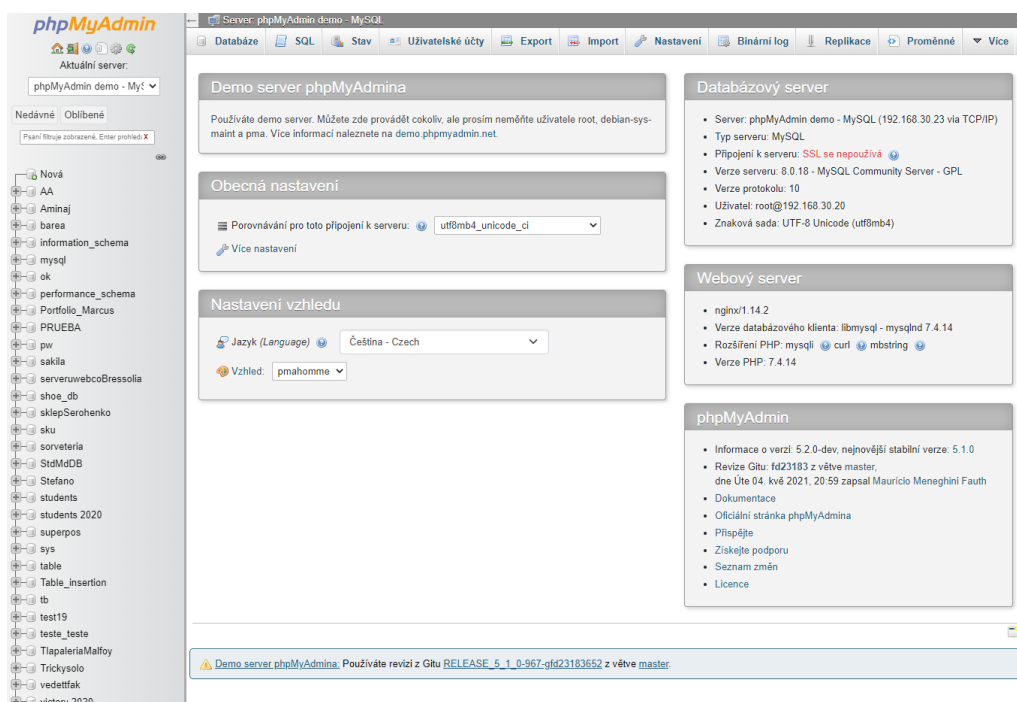 phpMyAdmin
Aktuální server:
phpMyAdmin demo - My
Nedávné Oblíbené
Psaní filtruje zobrazené, Enter prohledá X
Nová
AA
Aminaj
barea
information_schema
mysql
ok
performance_schema
Portfolio_Marcus
PRUEBA
pw
sakila
serveruwebcoBressolia
shoe_db
sklepSerohenko
sku
sorveteria
StdMdDB
Stefano
students
students 2020
superpos
sys
table
Table_insertion
tb
test19
teste_teste
TlapaleriaMalfoy
Trickysolo
vedettfak
victory 2020
Server: phpMyAdmin demo - MySQL
Databáze SQL Stav Uživatelské účty Export Import Nastavení Binární log Replikace Proměnné Více
Demo server phpMyAdmina
Používáte demo server. Můžete zde provádět cokoliv, ale prosím neměňte uživatele root, debian-sys-
maint a pma. Více informací naleznete na demo.phpmyadmin.net.
Obecná nastavení
Porovnávání pro toto připojení k serveru: utf8mb4_unicode_ci
Více nastavení
Nastavení vzhledu
Jazyk (Language) Čeština - Czech
Vzhled: pmahomme
Databázový server
Server: phpMyAdmin demo - MySQL (192.168.30.23 via TCP/IP)
Typ serveru: MySQL
Připojení k serveru: SSL se nepoužívá
Verze serveru: 8.0.18 - MySQL Community Server - GPL
Verze protokolu: 10
Uživatel: root@192.168.30.20
Znaková sada: UTF-8 Unicode (utf8mb4)
Webový server
nginx/1.14.2
Verze databázového klienta: libmysql - mysqlnd 7.4.14
Rozšíření PHP: mysqli curl mbstring
Verze PHP: 7.4.14
phpMyAdmin
Informace o verzi: 5.2.0-dev, nejnovější stabilní verze: 5.1.0
Revize Gitu: fd23183 z větve master,
dne Úte 04. kvě 2021, 20:59 zapsal Maurício Meneghini Fauth
Dokumentace
Oficiální stránka phpMyAdmina
Přispějte
Získejte podporu
Seznam změn
Licence
Demo server phpMyAdmina: Používáte revizi z Gitu RELEASE_5_1_0-967-gfd23183652 z větve master.